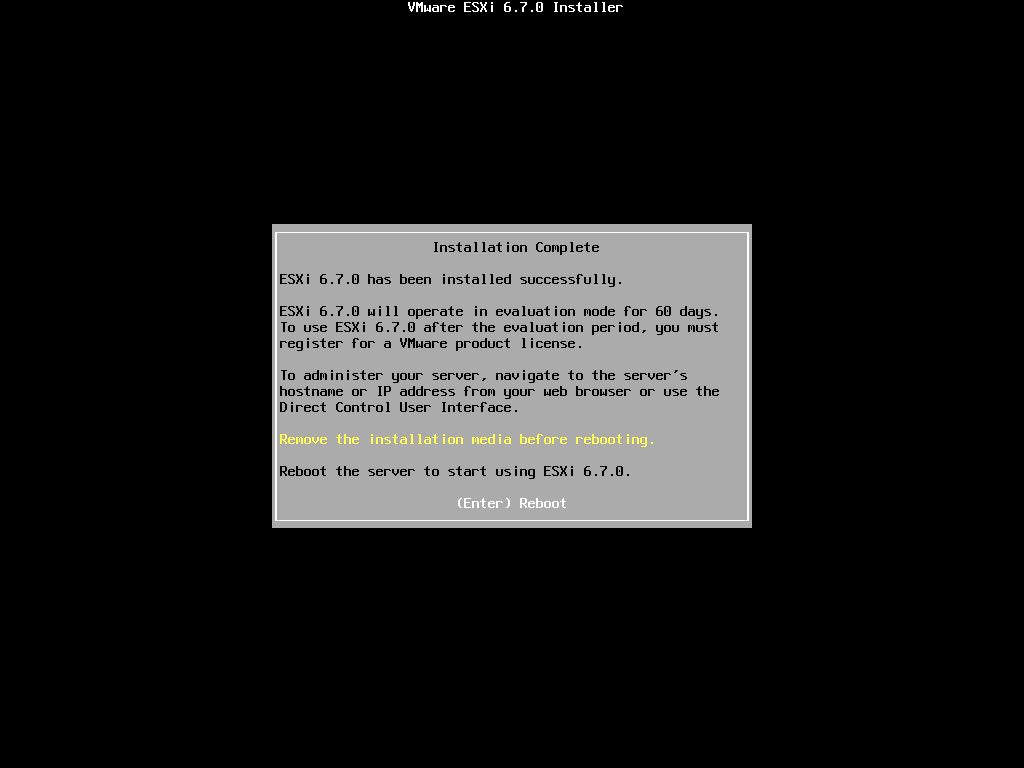 VMware ESXi 6.7.0 Installer
Installation Complete
ESXi 6.7.0 has been installed successfully.
ESXi 6.7.0 will operate in evaluation mode for 60 days.
To use ESXi 6.7.0 after the evaluation period, you must
register for a VMware product license.
To administer your server, navigate to the server's
hostname or IP address from your web browser or use the
Direct Control User Interface.
Remove the installation media before rebooting.
Reboot the server to start using ESXi 6.7.0.
(Enter) Reboot